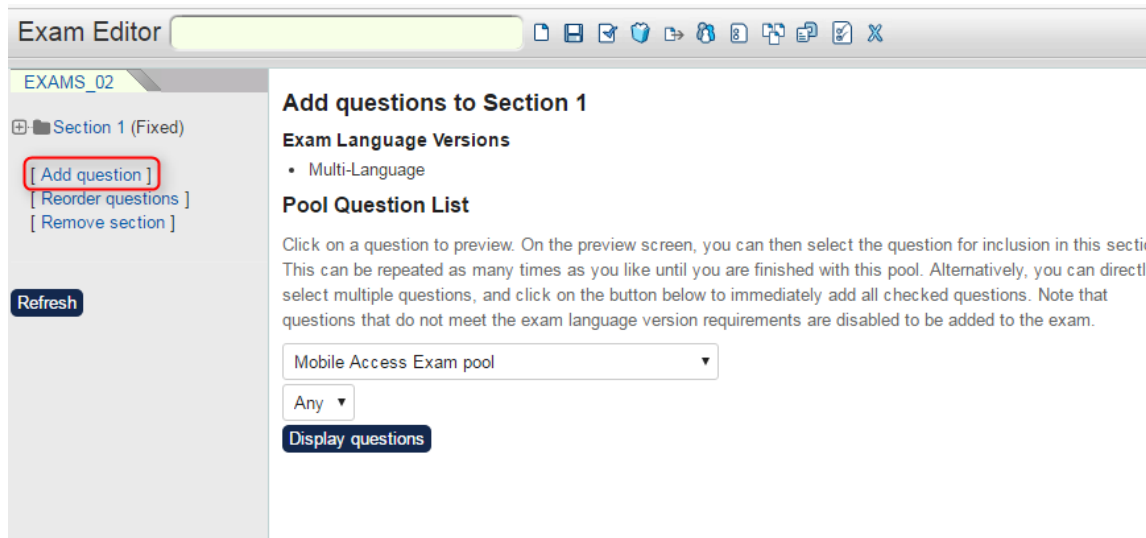 Exam Editor
EXAMS_02
Section 1 (Fixed)
[ Add question ]
[ Reorder questions ]
[ Remove section ]
Refresh
Add questions to Section 1
Exam Language Versions
• Multi-Language
Pool Question List
Click on a question to preview. On the preview screen, you can then select the question for inclusion in this secti
This can be repeated as many times as you like until you are finished with this pool. Alternatively, you can directl
select multiple questions, and click on the button below to immediately add all checked questions. Note that
questions that do not meet the exam language version requirements are disabled to be added to the exam.
Mobile Access Exam pool
Any
Display questions